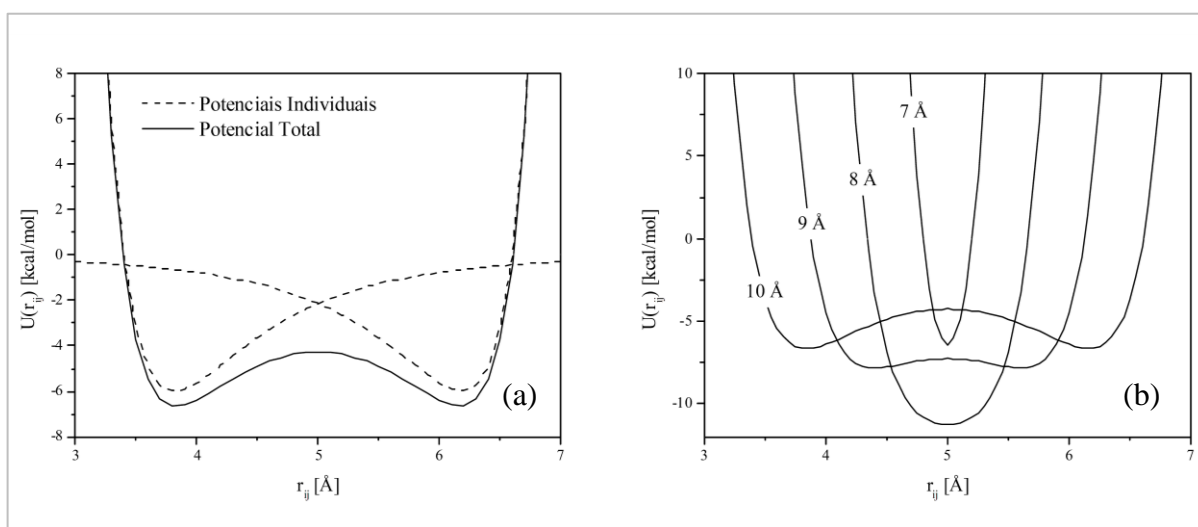 8
6
4
2
0
-2
-4
-6
-8
U(r_ij) [kcal/mol]
Potenciais Individuais
Potencial Total
(a)
3
4
5
6
7
r_ij [Å]
10
5
0
-5
-10
U(r_ij) [kcal/mol]
7 Å
8 Å
9 Å
10 Å
(b)
3
4
5
6
7
r_ij [Å]